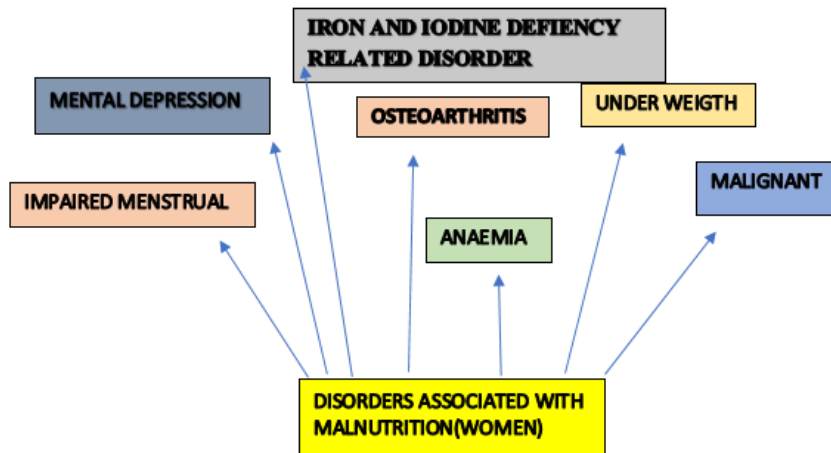 IRON AND IODINE DEFIENCY
RELATED DISORDER
MENTAL DEPRESSION
OSTEOARTHRITIS
UNDER WEIGTH
IMPAIRED MENSTRUAL
MALIGNANT
ANAEMIA
DISORDERS ASSOCIATED WITH
MALNUTRITION(WOMEN)